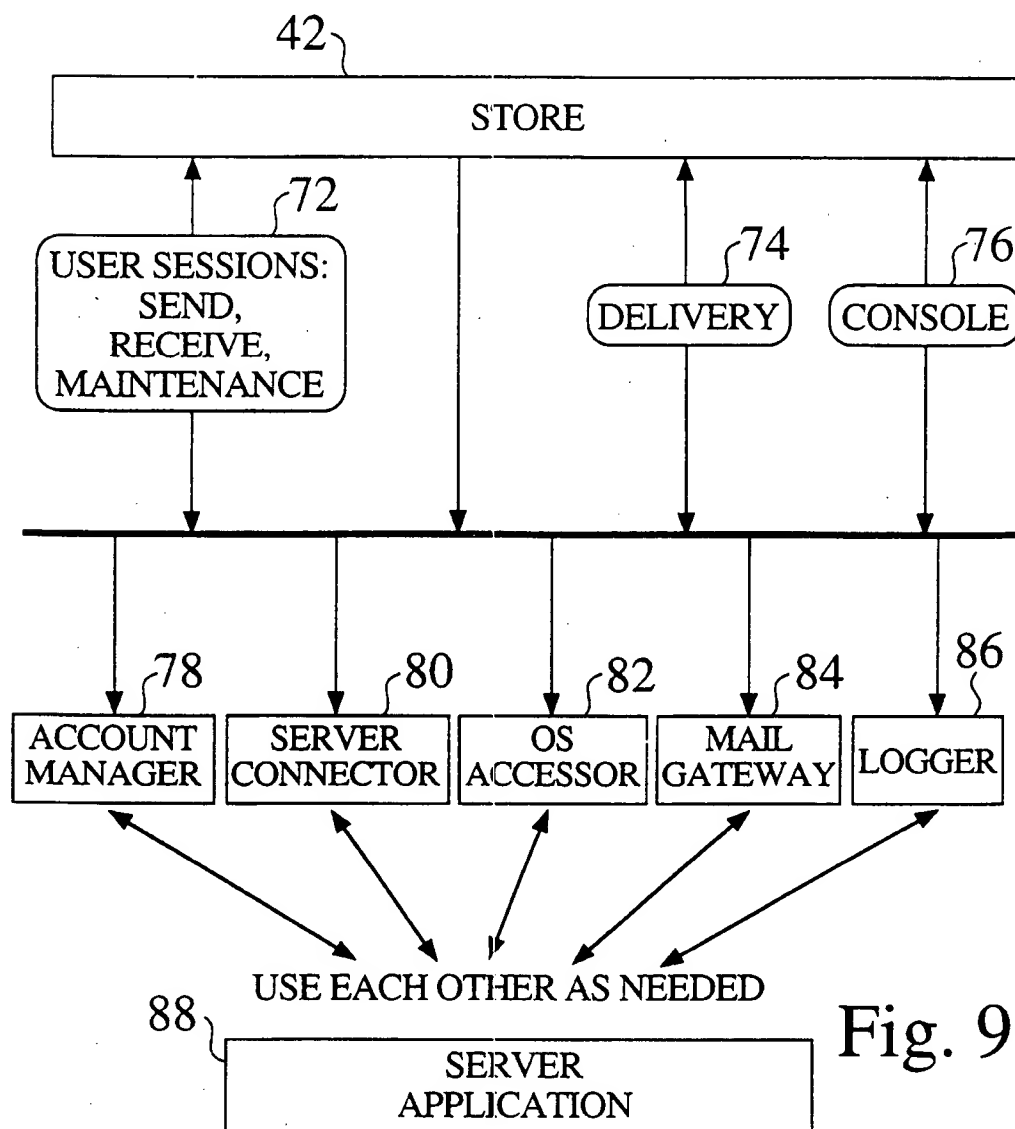 42
STORE
72
USER SESSIONS:
SEND,
RECEIVE,
MAINTENANCE
74
DELIVERY
76
CONSOLE
78
ACCOUNT
MANAGER
80
SERVER
CONNECTOR
82
OS
ACCESSOR
84
MAIL
GATEWAY
86
LOGGER
USE EACH OTHER AS NEEDED
88
SERVER
APPLICATION
Fig. 9